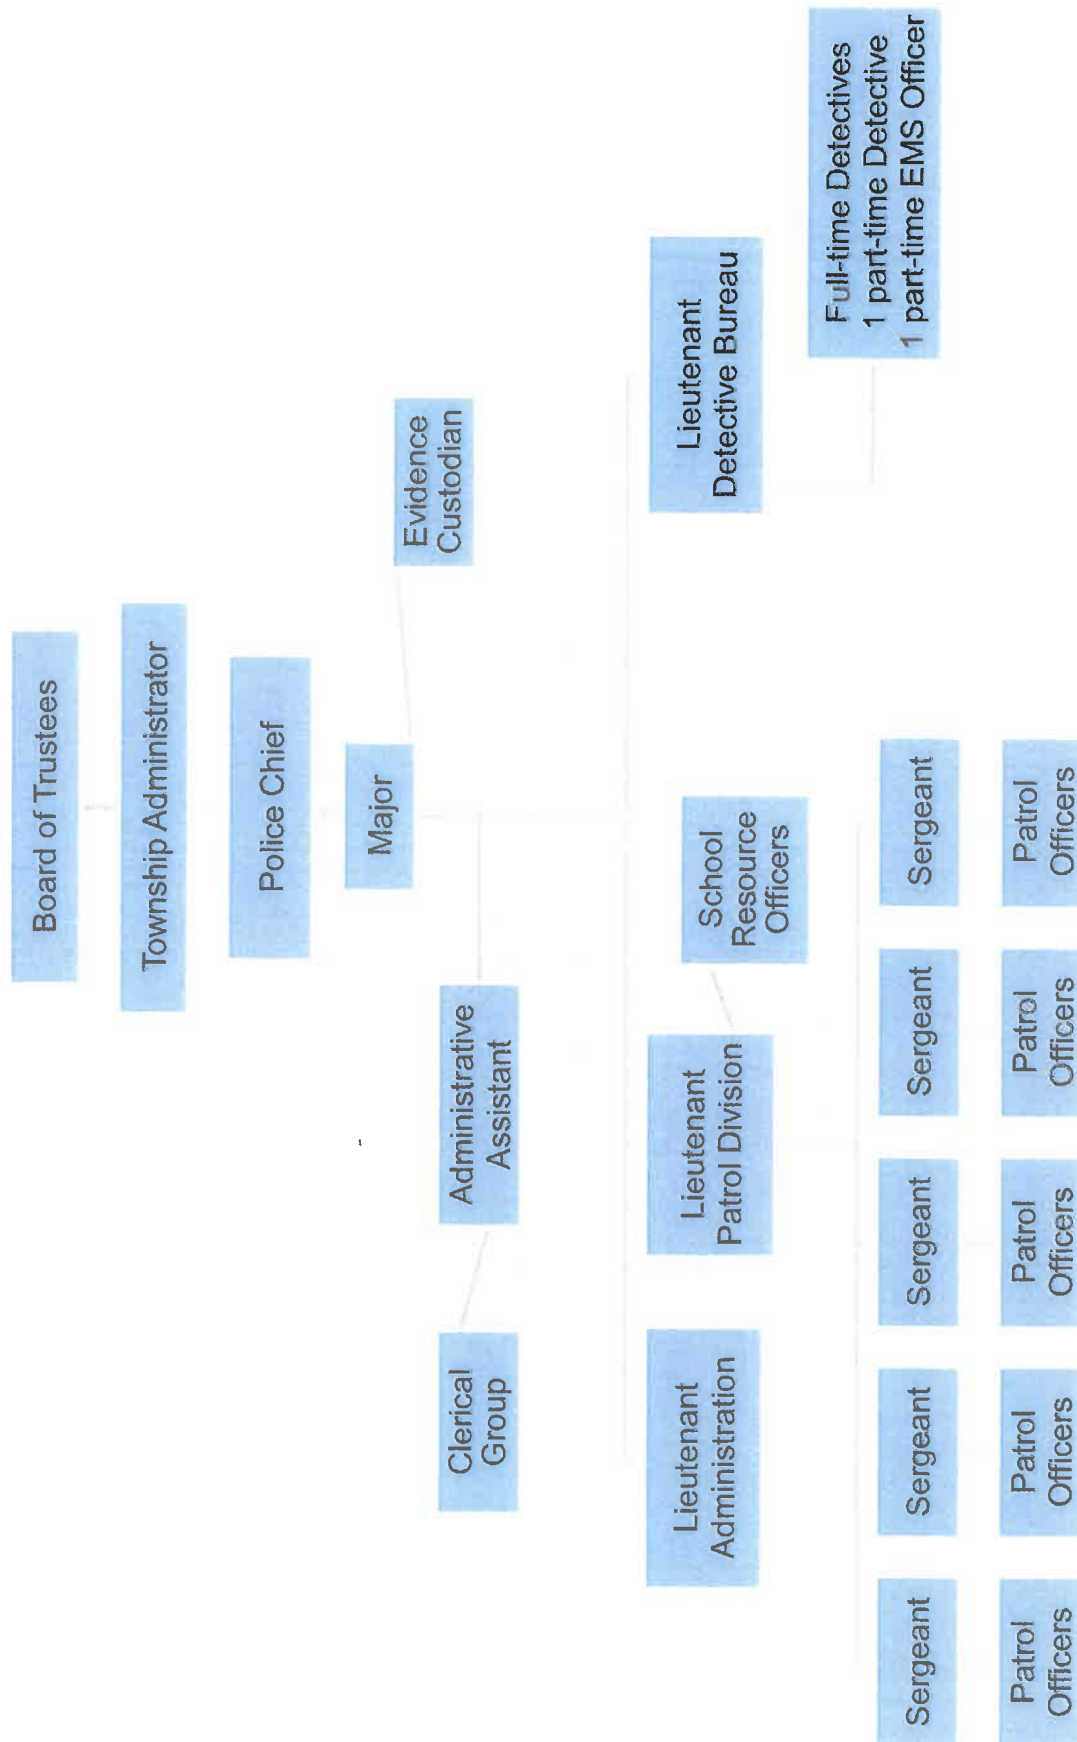 Board of Trustees
Township Administrator
Police Chief
Major
Evidence
Custodian
Administrative
Assistant
Clerical
Group
Lieutenant
Administration
Lieutenant
Patrol Division
School
Resource
Officers
Lieutenant
Detective Bureau
Full-time Detectives
1 part-time Detective
1 part-time EMS Officer
Sergeant
Sergeant
Sergeant
Sergeant
Sergeant
Patrol
Officers
Patrol
Officers
Patrol
Officers
Patrol
Officers
Patrol
Officers